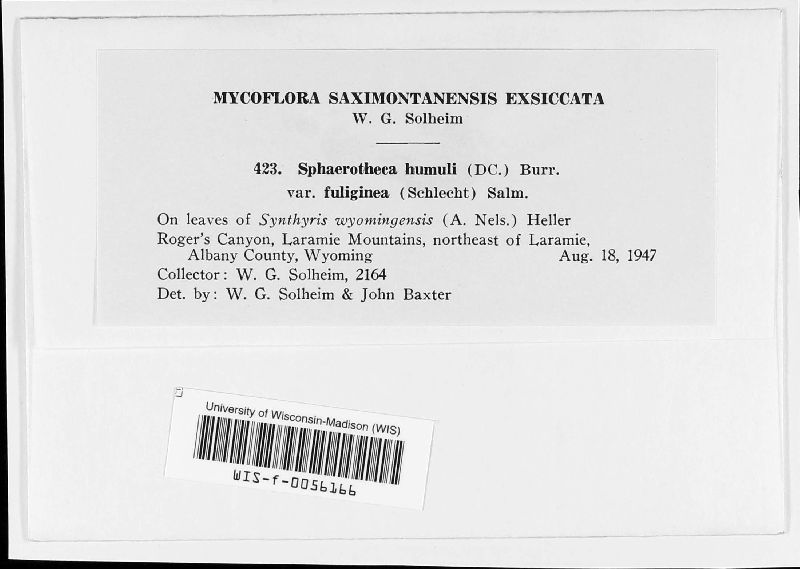 MYCOFLORA SAXIMONTANENSIS EXSICCATA
W. G. Solheim
423. Sphaerotheca humuli (DC.) Burr.
var. fuliginea (Schlecht) Salm.
On leaves of Synthyris wyomingensis (A. Nels.) Heller
Roger's Canyon, Laramie Mountains, northeast of Laramie,
Albany County, Wyoming Aug. 18, 1947
Collector: W. G. Solheim, 2164
Det. by: W. G. Solheim & John Baxter
University of Wisconsin-Madison (WIS)
WIS-f-0056166